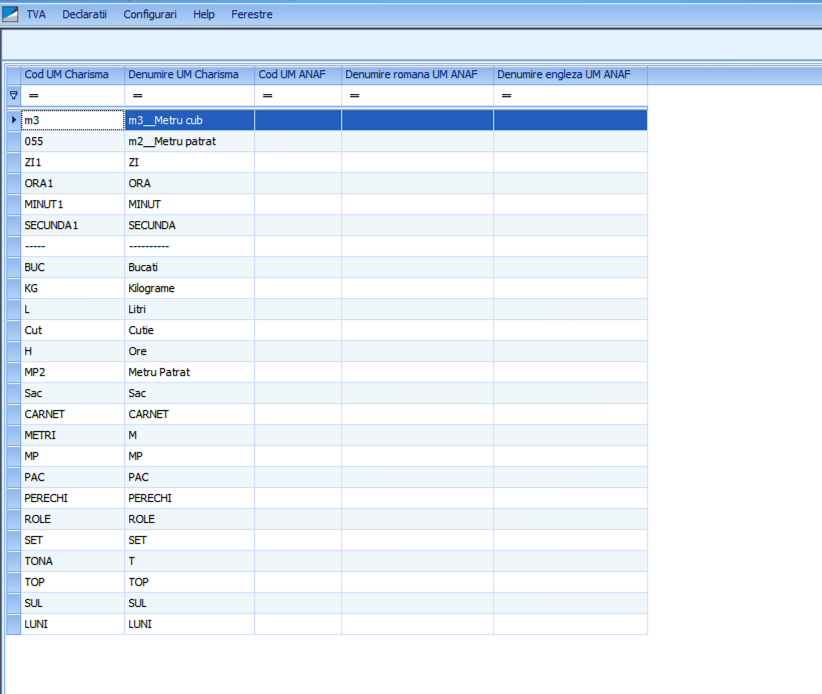 TVA Declaratii Configurari Help Ferestre
Cod UM Charisma Denumire UM Charisma Cod UM ANAF Denumire romana UM ANAF Denumire engleza UM ANAF
= = = = =
m3 m3__Metru cub
055 m2__Metru patrat
ZI1 ZI
ORA1 ORA
MINUT1 MINUT
SECUNDA1 SECUNDA
----- ----------
BUC Bucati
KG Kilograme
L Litri
Cut Cutie
H Ore
MP2 Metru Patrat
Sac Sac
CARNET CARNET
METRI M
MP MP
PAC PAC
PERECHI PERECHI
ROLE ROLE
SET SET
TONA T
TOP TOP
SUL SUL
LUNI LUNI